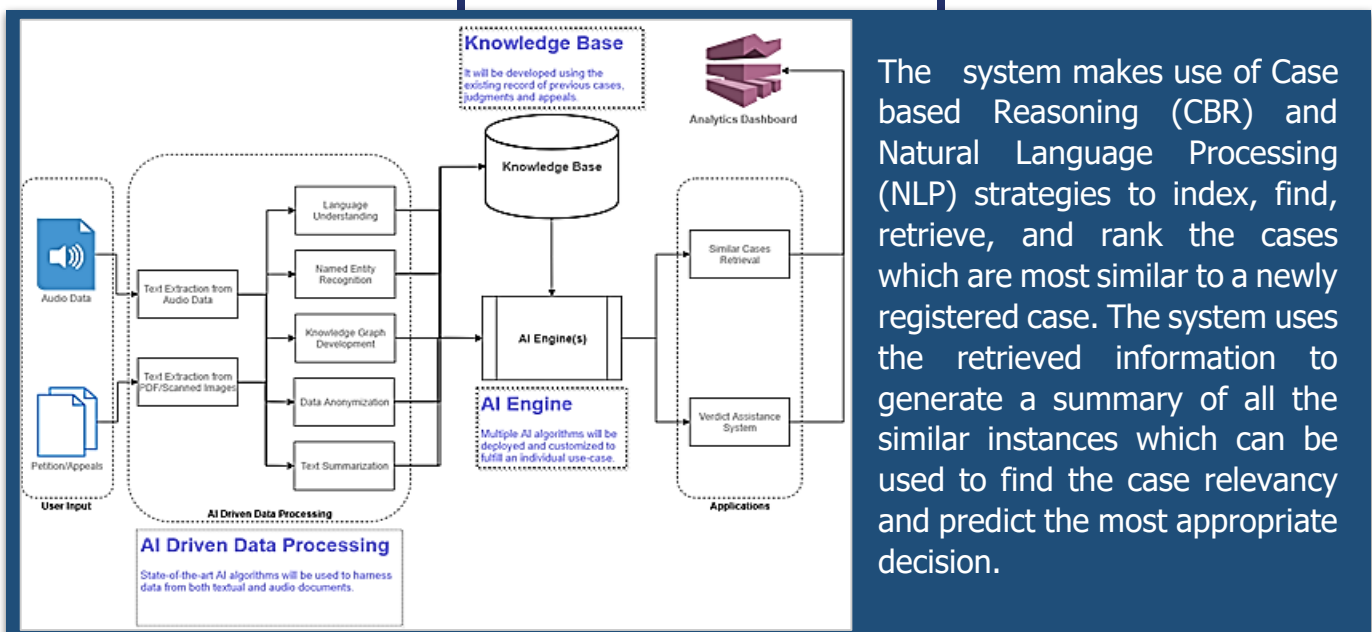 Knowledge Base
It will be developed using the
existing record of previous cases,
judgments and appeals.
Analytics Dashboard
Knowledge Base
Language
Understanding
Named Entity
Recognition
Knowledge Graph
Development
Data Anonymization
Text Summarization
Audio Data
Text Extraction from
Audio Data
Text Extraction from
PDF/Scanned Images
Petition/Appeals
User Input
AI Driven Data Processing
AI Engine(s)
AI Engine
Multiple AI algorithms will be
deployed and customized to
fulfill an individual use-case.
Similar Cases
Retrieval
Verdict Assistance
System
Applications
AI Driven Data Processing
State-of-the-art AI algorithms will be used to harness
data from both textual and audio documents.
The system makes use of Case
based Reasoning (CBR) and
Natural Language Processing
(NLP) strategies to index, find,
retrieve, and rank the cases
which are most similar to a newly
registered case. The system uses
the retrieved information to
generate a summary of all the
similar instances which can be
used to find the case relevancy
and predict the most appropriate
decision.